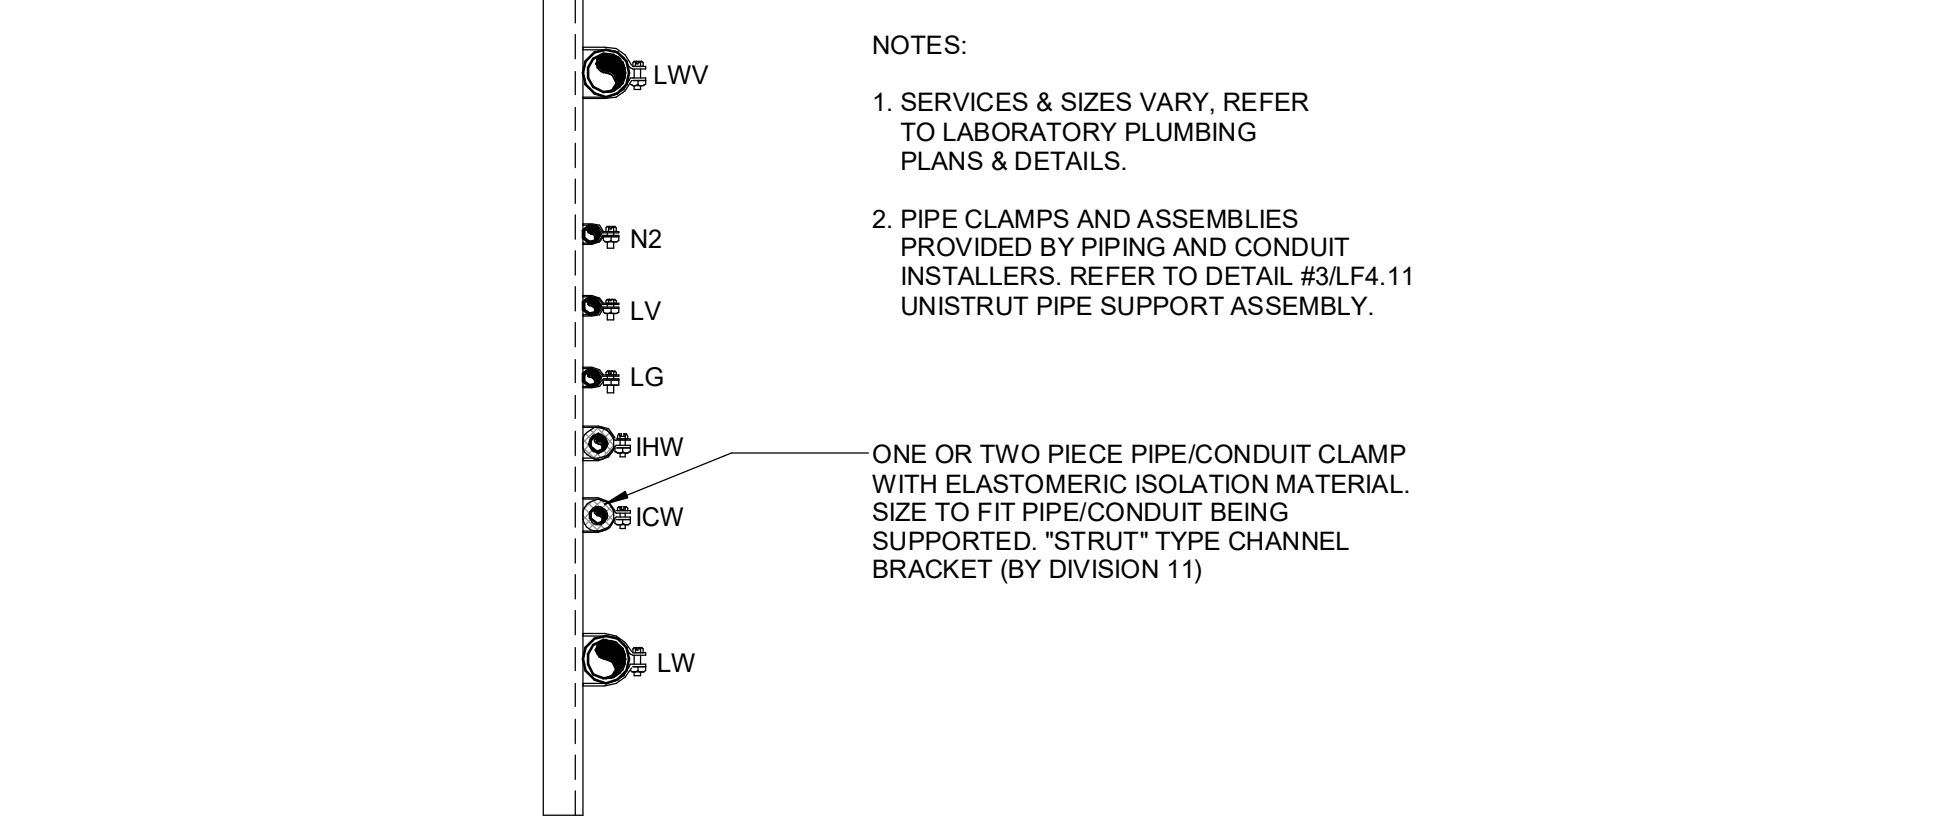 LWV
N2
LV
LG
IHW
ICW
LW
NOTES:
1. SERVICES & SIZES VARY, REFER
TO LABORATORY PLUMBING
PLANS & DETAILS.
2. PIPE CLAMPS AND ASSEMBLIES
PROVIDED BY PIPING AND CONDUIT
INSTALLERS. REFER TO DETAIL #3/LF4.11
UNISTRUT PIPE SUPPORT ASSEMBLY.
ONE OR TWO PIECE PIPE/CONDUIT CLAMP
WITH ELASTOMERIC ISOLATION MATERIAL.
SIZE TO FIT PIPE/CONDUIT BEING
SUPPORTED. "STRUT" TYPE CHANNEL
BRACKET (BY DIVISION 11)